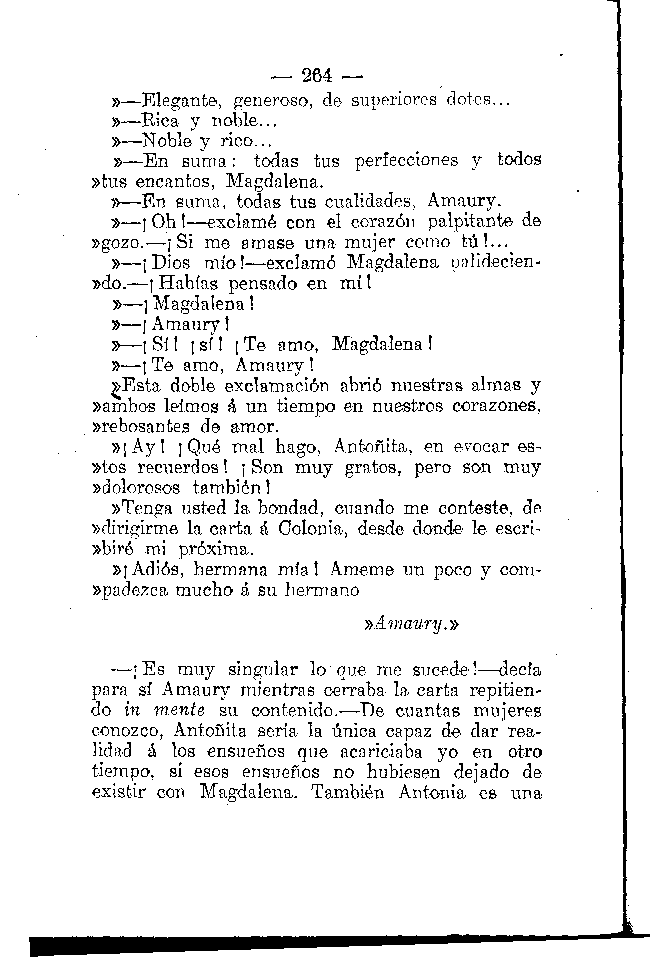 — 264 —
»—Elegante, generoso, de superiores dotes...
»—Rica y noble...
»—Noble y rico...
»—En suma: todas tus perfecciones y todos
»tus encantos, Magdalena.
»—En suma, todas tus cualidades, Amaury.
»—¡Oh!—exclamé con el corazón palpitante de
»gozo.—¡Si me amase una mujer como tú!...
»—¡Dios mío!—exclamó Magdalena palidecien-
»do.—¡Habías pensado en mí!
»—¡Magdalena!
»—¡Amaury!
»—¡Sí! ¡sí! ¡Te amo, Magdalena!
»—¡Te amo, Amaury!
»Esta doble exclamación abrió nuestras almas y
»ambos leímos á un tiempo en nuestros corazones,
»rebosantes de amor.
»¡Ay! ¡Qué mal hago, Antoñita, en evocar es-
»tos recuerdos! ¡Son muy gratos, pero son muy
»dolorosos también!
»Tenga usted la bondad, cuando me conteste, de
»dirigirme la carta á Colonia, desde donde le escri-
»biré mi próxima.
»¡Adiós, hermana mía! Ameme un poco y com-
»padezca mucho á su hermano
»Amaury.»
—¡Es muy singular lo que me sucede!—decía
para sí Amaury mientras cerraba la carta repitien-
do in mente su contenido.—De cuantas mujeres
conozco, Antoñita sería la única capaz de dar rea-
lidad á los ensueños que acariciaba yo en otro
tiempo, si esos ensueños no hubiesen dejado de
existir con Magdalena. También Antonia es una